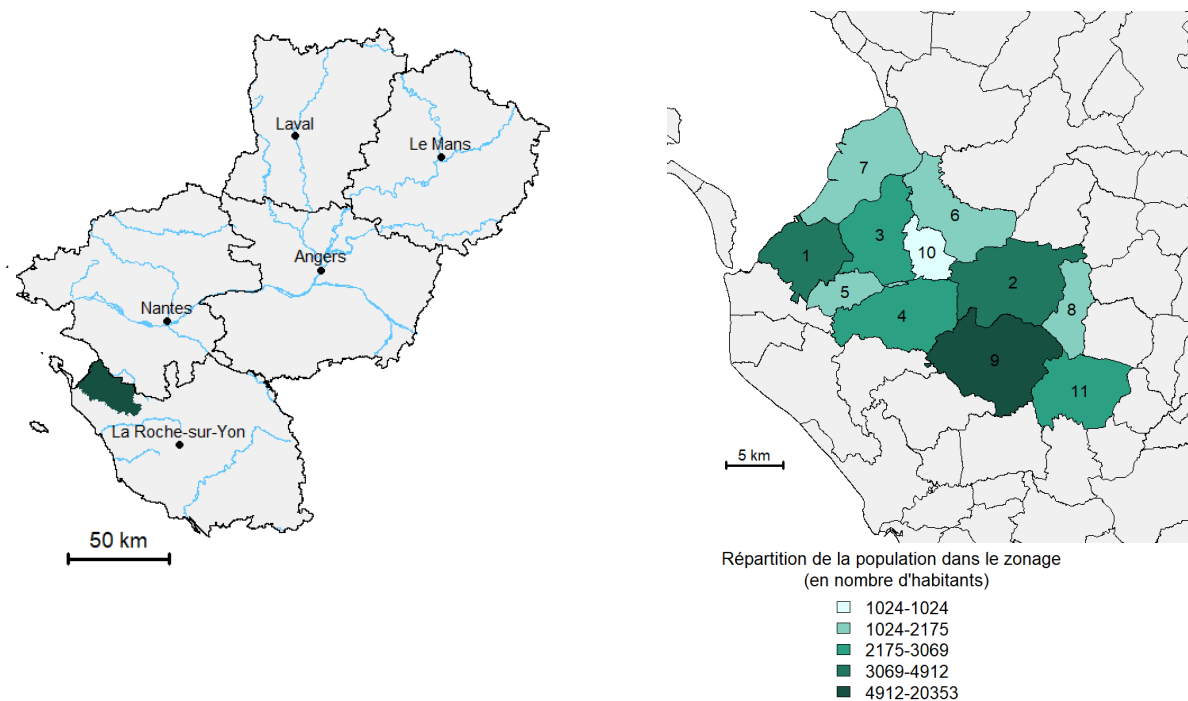 Laval
Le Mans
Angers
Nantes
La Roche-sur-Yon
50 km
7
6
3
1
10
2
5
8
4
9
11
5 km
Répartition de la population dans le zonage
(en nombre d'habitants)
1024-1024
1024-2175
2175-3069
3069-4912
4912-20353